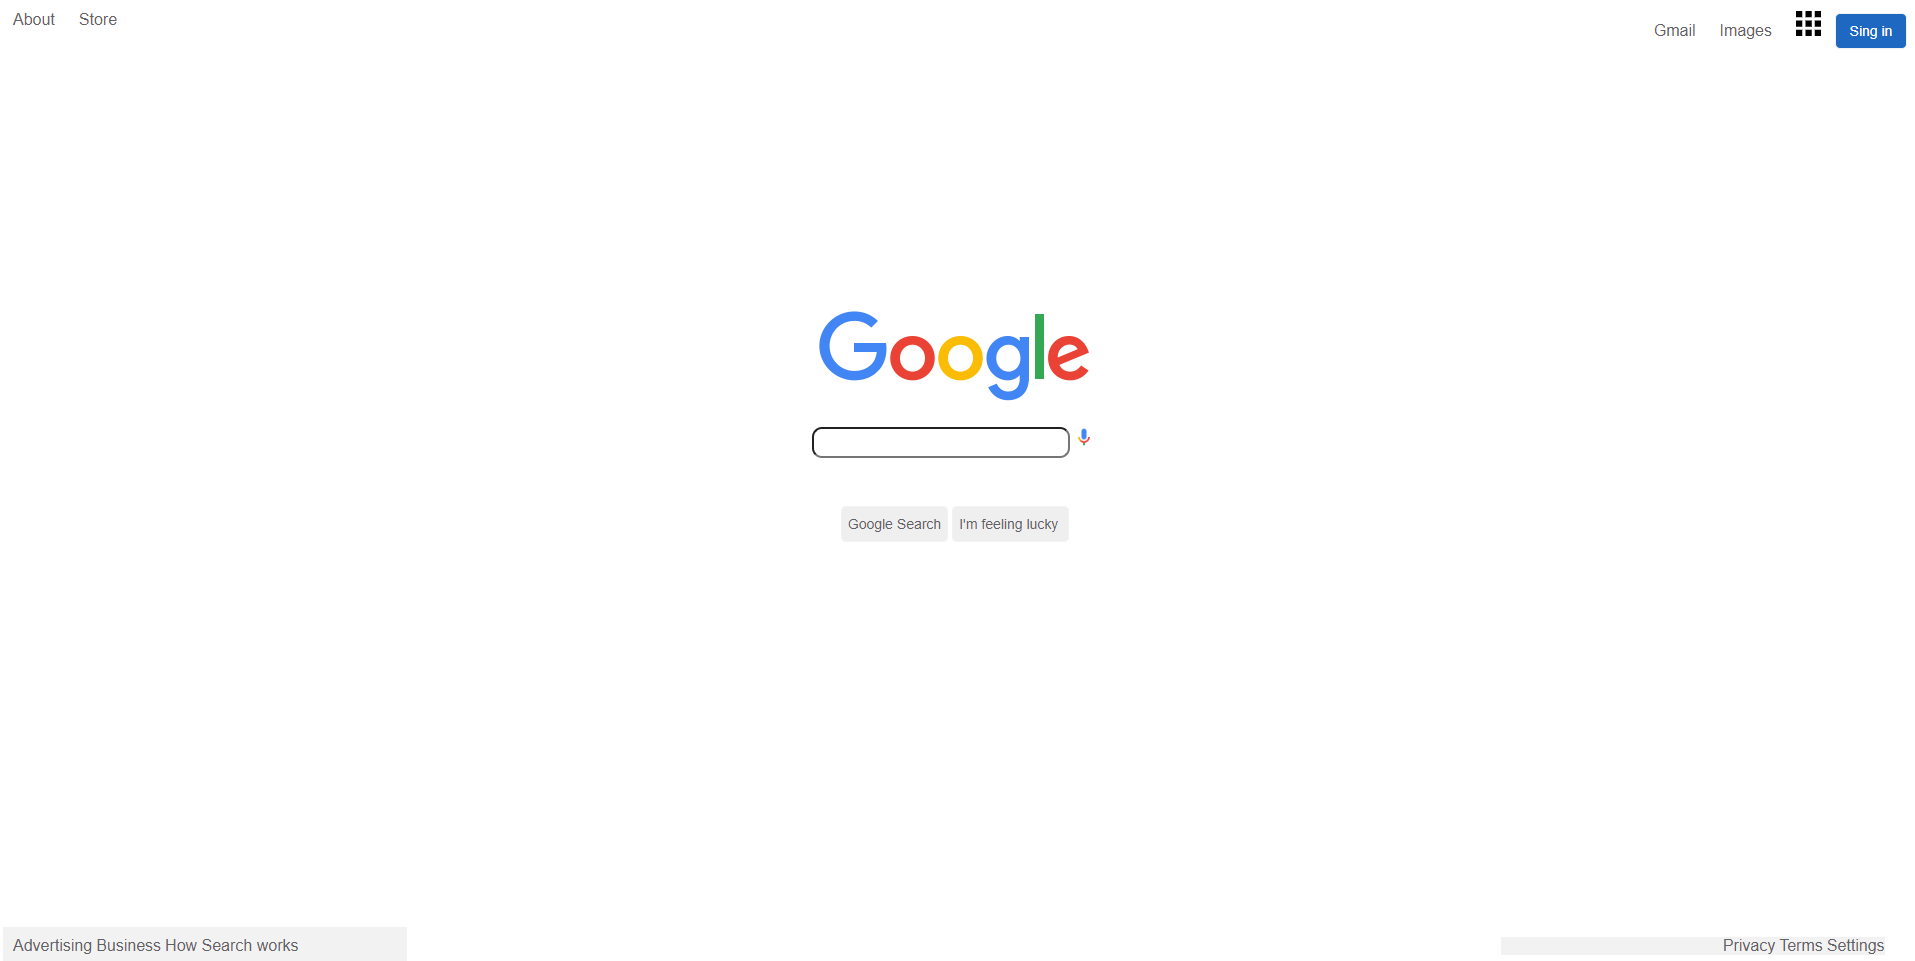 About Store
Gmail Images Sing in
Google
Google Search I'm feeling lucky
Advertising Business How Search works
Privacy Terms Settings